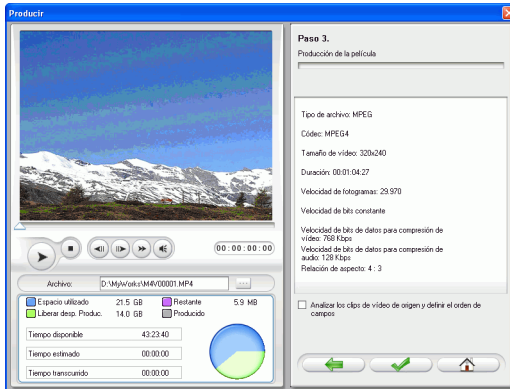 Producir
Paso 3.
Producción de la película
Tipo de archivo: MPEG
Códec: MPEG4
Tamaño de vídeo: 320x240
Duración: 00:01:04:27
Velocidad de fotogramas: 29.970
Velocidad de bits constante
Velocidad de bits de datos para compresión de
vídeo: 768 Kbps
Velocidad de bits de datos para compresión de
audio: 128 Kbps
Relación de aspecto: 4 : 3
00:00:00:00
Archivo: D:\MyWorks\M4V00001.MP4 ...
Espacio utilizado 21.5 GB Restante 5.9 MB
Liberar desp. Produc. 14.0 GB Producido
Tiempo disponible 43:23:40
Tiempo estimado 00:00:00
Tiempo transcurrido 00:00:00
Analizar los clips de vídeo de origen y definir el orden de
campos